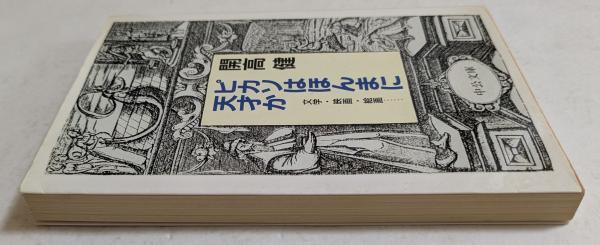 開高健
ピカソはほんまに
天才か
文学・映画・絵画……
中公文庫